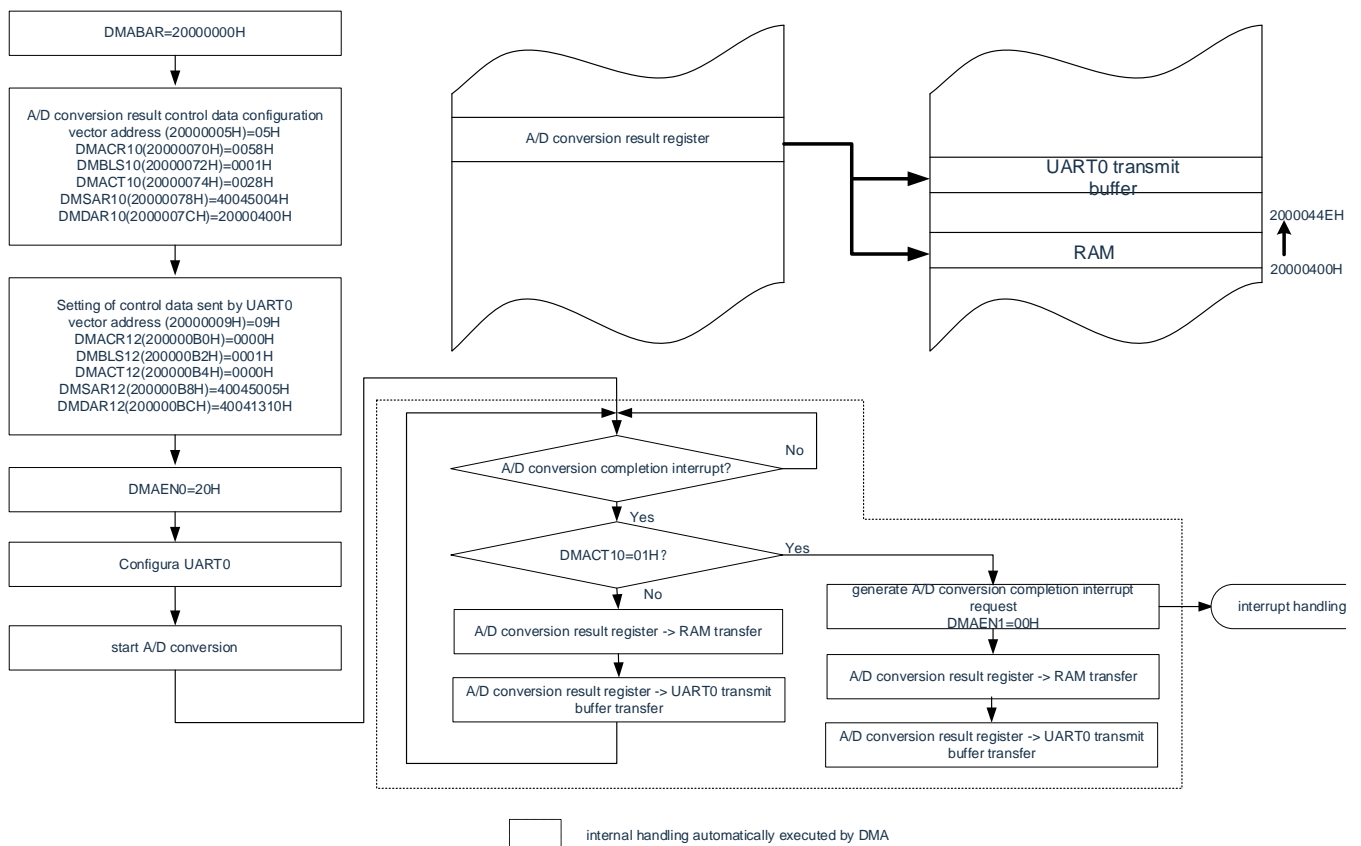 DMABAR=20000000H
A/D conversion result control data configuration
vector address (20000005H)=05H
DMACR10(20000070H)=0058H
DMBLS10(20000072H)=0001H
DMACT10(20000074H)=0028H
DMSAR10(20000078H)=40045004H
DMDAR10(2000007CH)=20000400H
Setting of control data sent by UART0
vector address (20000009H)=09H
DMACR12(200000B0H)=0000H
DMBLS12(200000B2H)=0001H
DMACT12(200000B4H)=0000H
DMSAR12(200000B8H)=40045005H
DMDAR12(200000BCH)=40041310H
DMAEN0=20H
Configura UART0
start A/D conversion
A/D conversion result register
UART0 transmit
buffer
2000044EH
RAM
20000400H
A/D conversion completion interrupt?
No
Yes
DMACT10=01H?
Yes
No
A/D conversion result register -> RAM transfer
A/D conversion result register -> UART0 transmit
buffer transfer
generate A/D conversion completion interrupt
request
DMAEN1=00H
interrupt handling
A/D conversion result register -> RAM transfer
A/D conversion result register -> UART0 transmit
buffer transfer
internal handling automatically executed by DMA